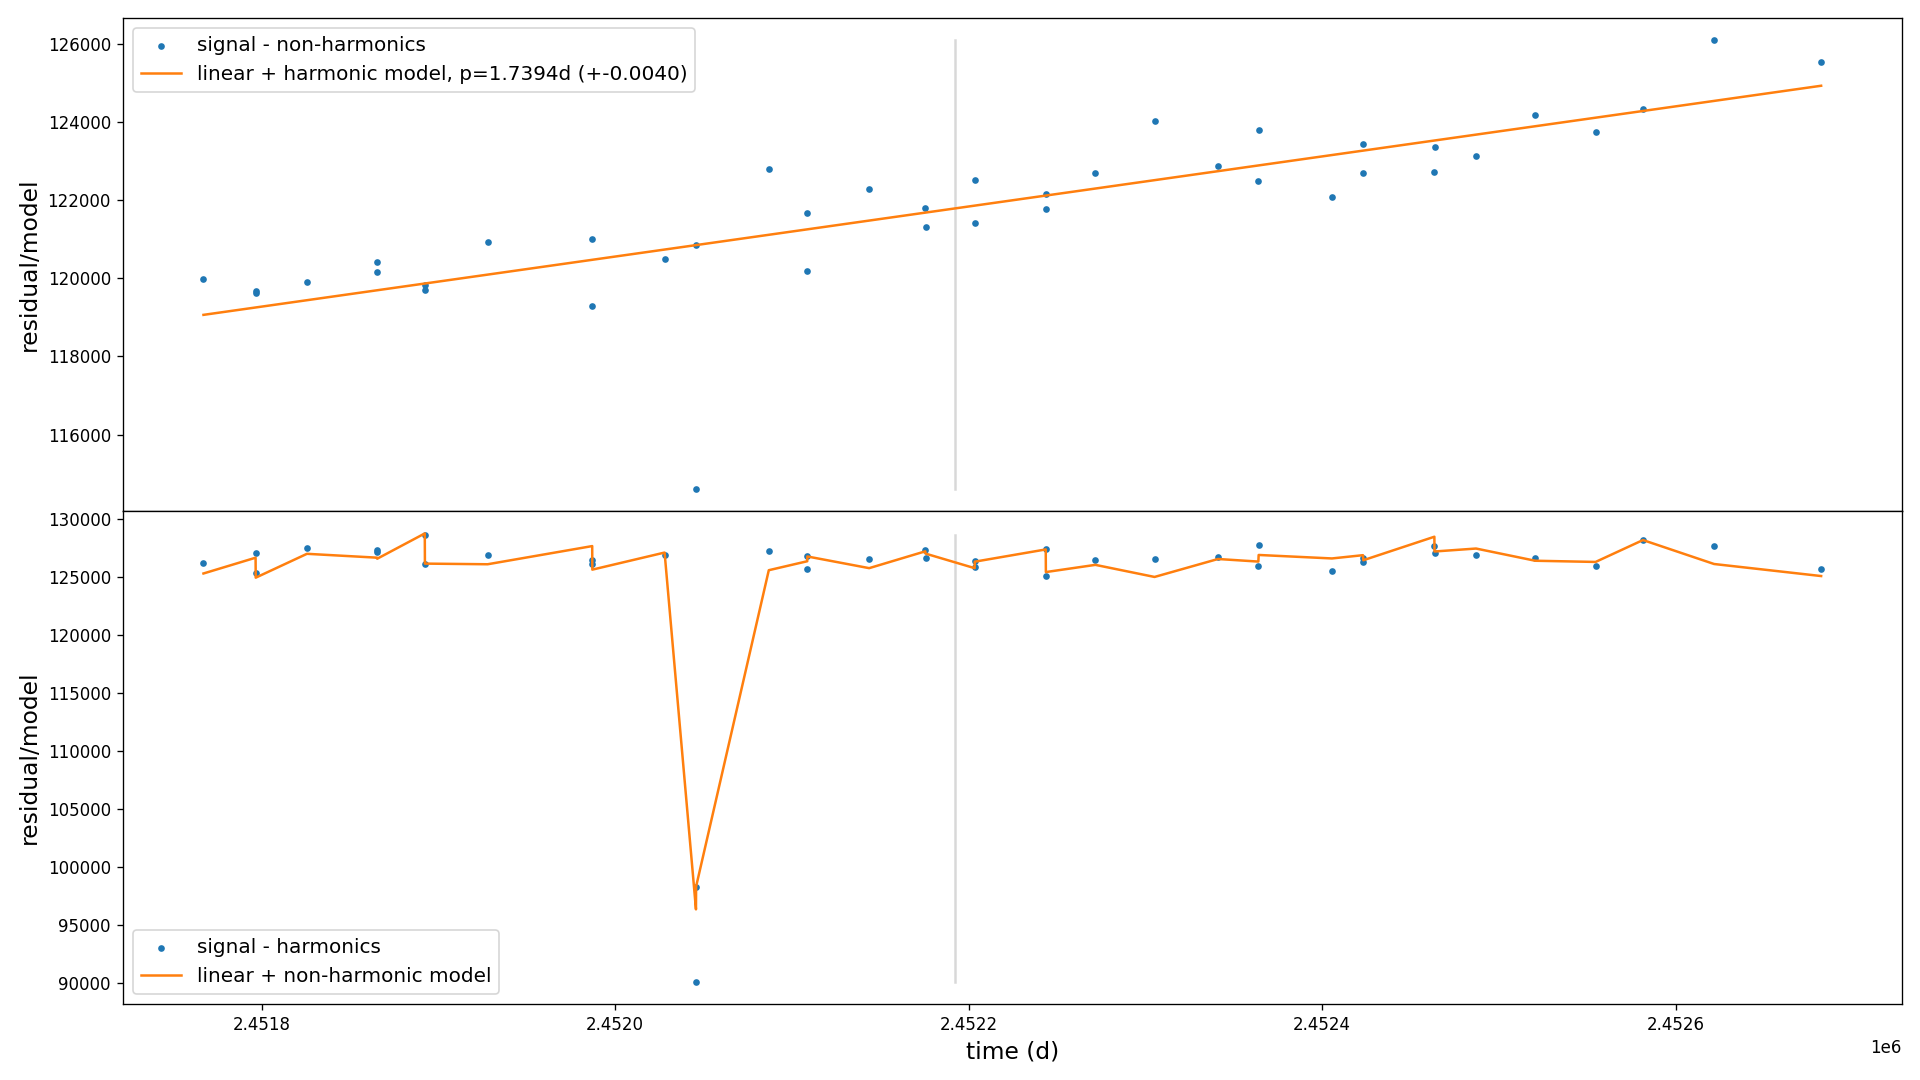 signal - non-harmonics
linear + harmonic model, p=1.7394d (+-0.0040)
126000
124000
122000
120000
118000
116000
residual/model
130000
125000
120000
115000
110000
105000
100000
95000
90000
residual/model
signal - harmonics
linear + non-harmonic model
2.4518
2.4520
2.4522
2.4524
2.4526
1e6
time (d)